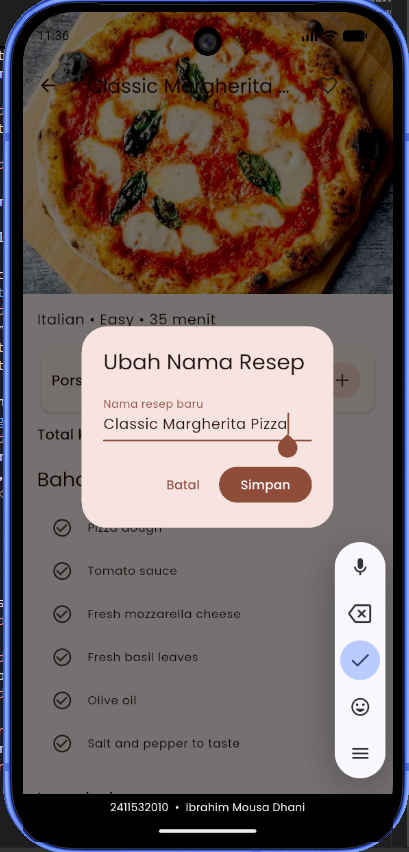 11:36
Classic Margherita ...
Italian • Easy • 35 menit
Ubah Nama Resep
Pors
Nama resep baru
Classic Margherita Pizza
Total
Baha
Batal
Simpan
Pizza dough
Tomato sauce
Fresh mozzarella cheese
Fresh basil leaves
Olive oil
Salt and pepper to taste
2411532010 • Ibrahim Mousa Dhani